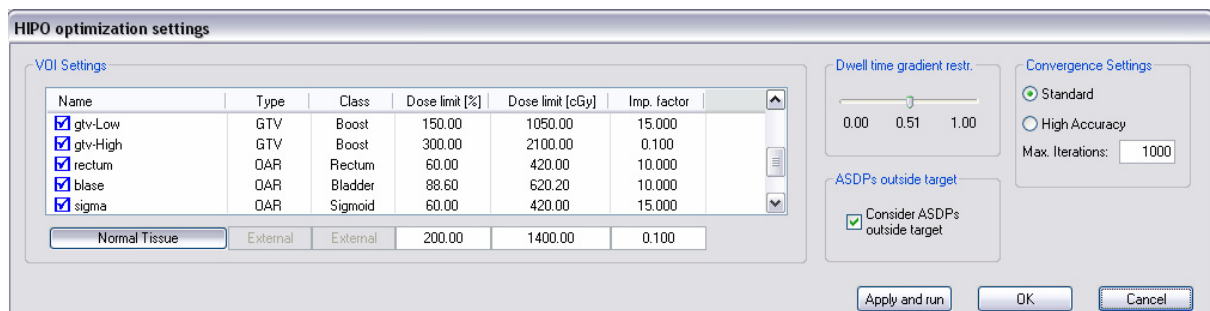 HIPO optimization settings
VOI Settings
Name Type Class Dose limit [%] Dose limit [cGy] Imp. factor
gtv-Low GTV Boost 150.00 1050.00 15.000
gtv-High GTV Boost 300.00 2100.00 0.100
rectum OAR Rectum 60.00 420.00 10.000
blase OAR Bladder 88.60 620.20 10.000
sigma OAR Sigmoid 60.00 420.00 15.000
Normal Tissue External External 200.00 1400.00 0.100
Dwell time gradient restr.
0.00 0.51 1.00
ASDPs outside target
Consider ASDPs
outside target
Convergence Settings
Standard
High Accuracy
Max. Iterations: 1000
Apply and run OK Cancel